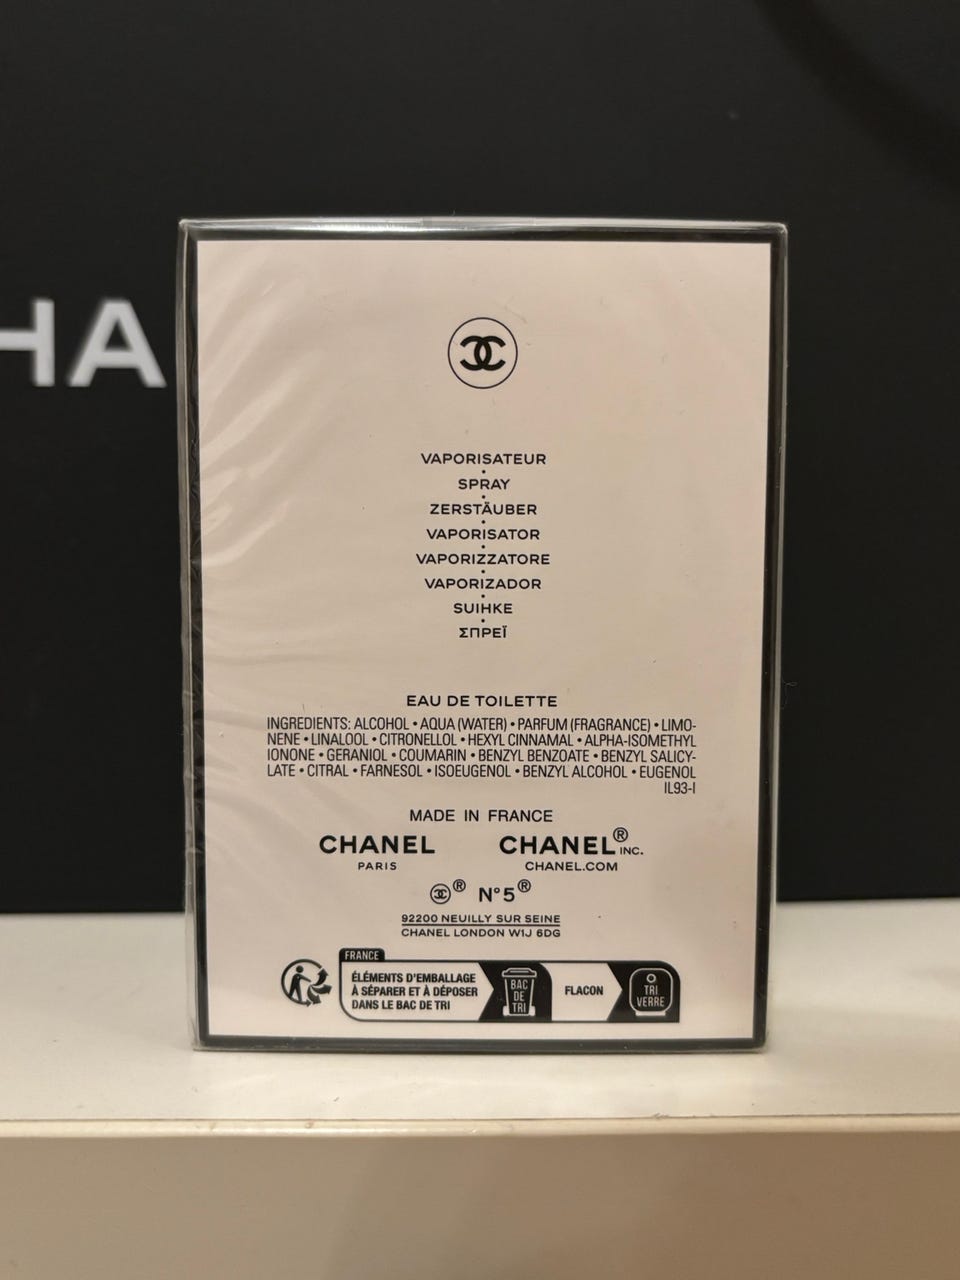 HA
VAPORISATEUR
•
SPRAY
•
ZERSTÄUBER
•
VAPORISATOR
•
VAPORIZZATORE
•
VAPORIZADOR
•
SUIHKE
•
ΣΠΡΕΪ
EAU DE TOILETTE
INGREDIENTS: ALCOHOL • AQUA (WATER) • PARFUM (FRAGRANCE) • LIMO-
NENE • LINALOOL • CITRONELLOL • HEXYL CINNAMAL • ALPHA-ISOMETHYL
IONONE • GERANIOL • COUMARIN • BENZYL BENZOATE • BENZYL SALICY-
LATE • CITRAL • FARNESOL • ISOEUGENOL • BENZYL ALCOHOL • EUGENOL
IL93-I
MADE IN FRANCE
CHANEL CHANEL® INC.
PARIS CHANEL.COM
® N°5®
92200 NEUILLY SUR SEINE
CHANEL LONDON W1J 6DG
FRANCE
ÉLÉMENTS D'EMBALLAGE
À SÉPARER ET À DÉPOSER
DANS LE BAC DE TRI
BAC
DE
TRI
FLACON
TRI
VERRE